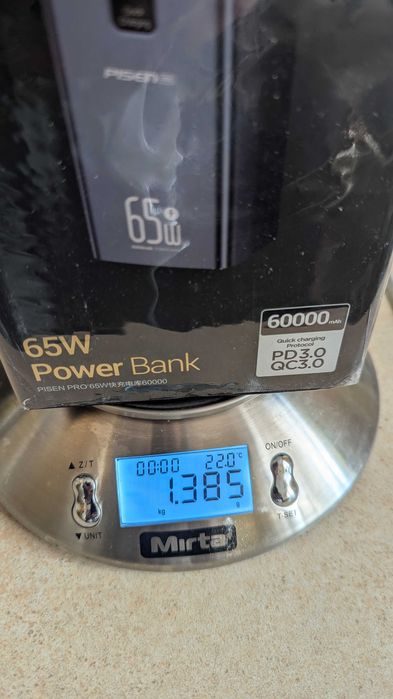 PISEN
65W
60000mAh
Quick charging
Protocol
PD3.0
QC3.0
65W
Power Bank
PISEN PRO 65W快充电库60000
ON/OFF
▲ Z/T
00:00 22.0°C
1.385
kg g
▼ UNIT
T-SET
Mirta